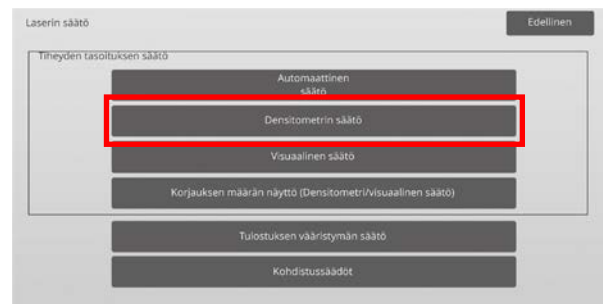 Laserin säätö
Edellinen
Tiheyden tasoituksen säätö
Automaattinen
säätö
Densitometrin säätö
Visuaalinen säätö
Korjauksen määrän näyttö (Densitometri/visuaalinen säätö)
Tulostuksen vääristymän säätö
Kohdistussäädöt